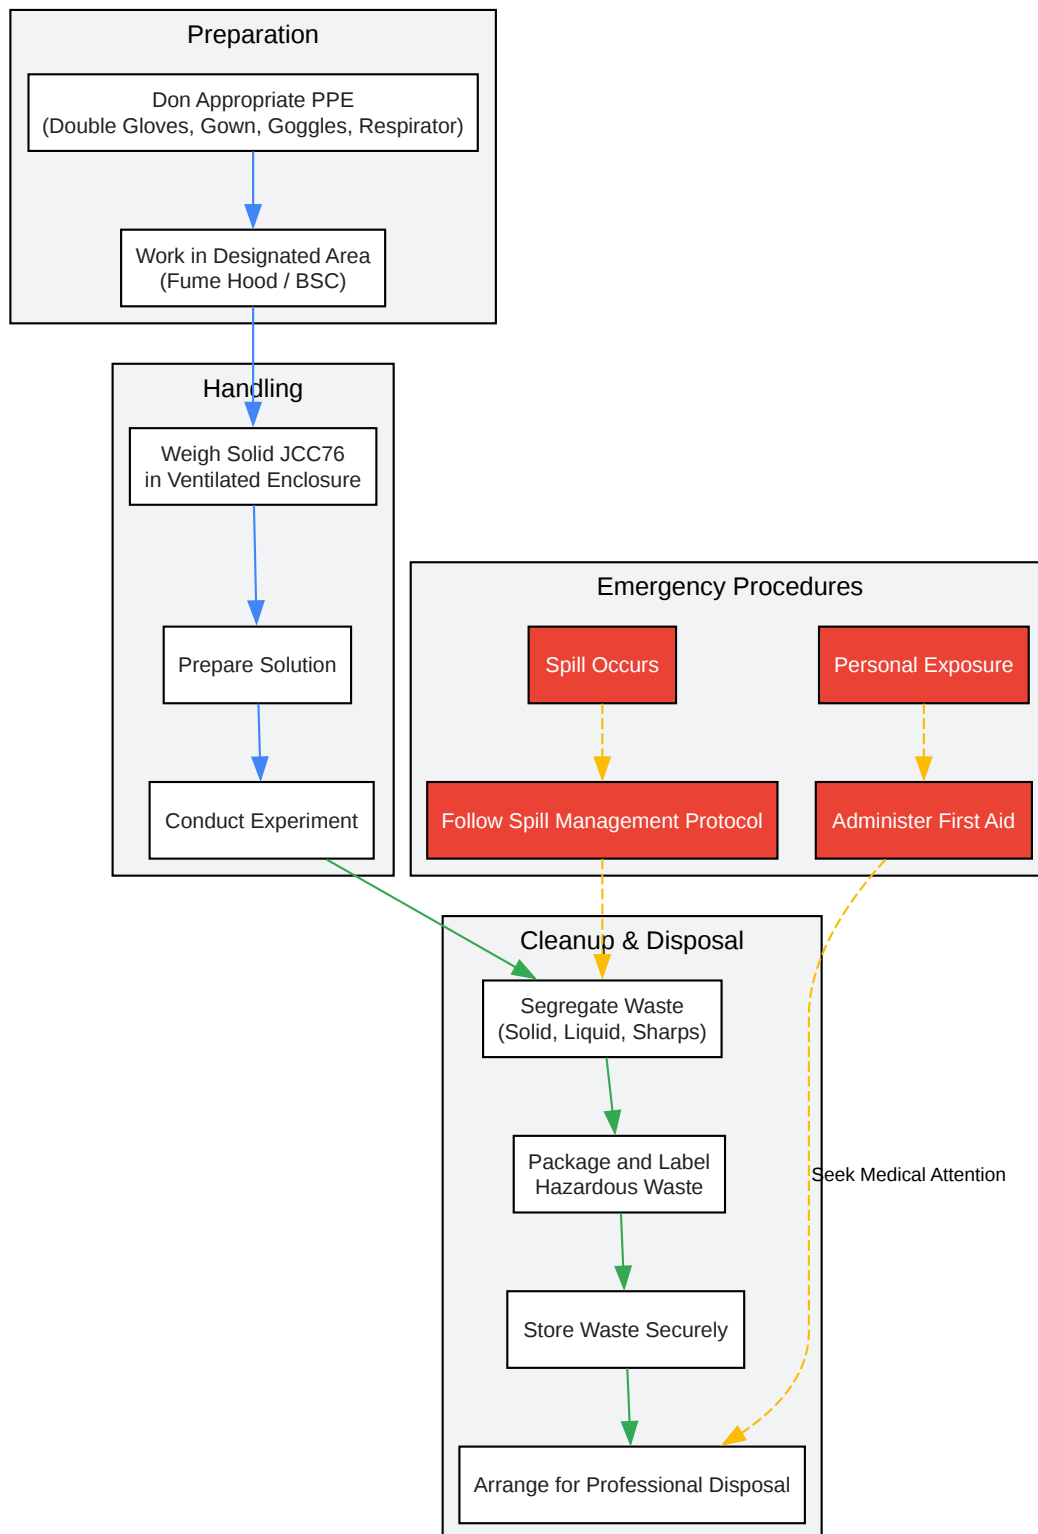 Preparation
Don Appropriate PPE
(Double Gloves, Gown, Goggles, Respirator)
Work in Designated Area
(Fume Hood / BSC)
Handling
Weigh Solid JCC76
in Ventilated Enclosure
Prepare Solution
Conduct Experiment
Emergency Procedures
Spill Occurs
Personal Exposure
Follow Spill Management Protocol
Administer First Aid
Cleanup & Disposal
Segregate Waste
(Solid, Liquid, Sharps)
Package and Label
Hazardous Waste
Seek Medical Attention
Store Waste Securely
Arrange for Professional Disposal